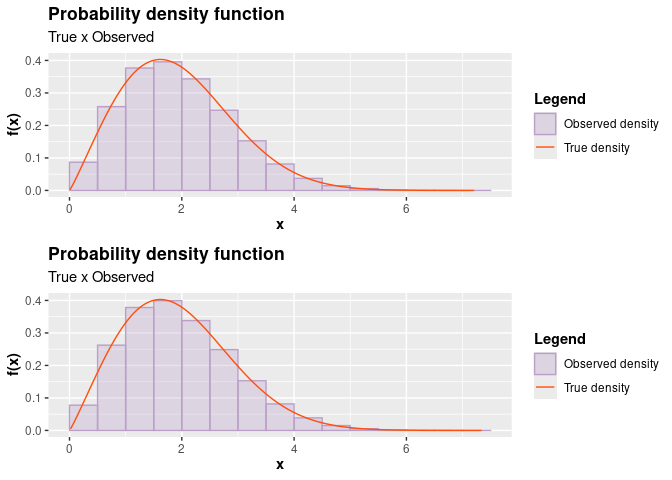 Probability density function
True x Observed
0.4
0.3
0.2
0.1
0.0
f(x)
0 2 4 6
x
Legend
Observed density
True density
Probability density function
True x Observed
0.4
0.3
0.2
0.1
0.0
f(x)
0 2 4 6
x
Legend
Observed density
True density